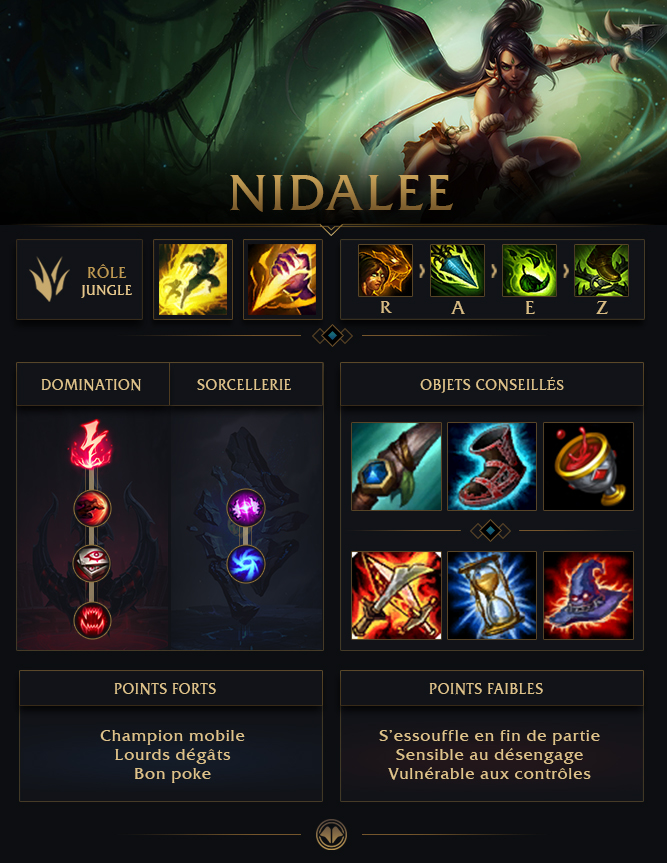 NIDALEE
RÔLE
JUNGLE
R
A
E
Z
DOMINATION
SORCELLERIE
OBJETS CONSEILLÉS
POINTS FORTS
Champion mobile
Lourds dégâts
Bon poke
POINTS FAIBLES
S'essouffle en fin de partie
Sensible au désengage
Vulnérable aux contrôles